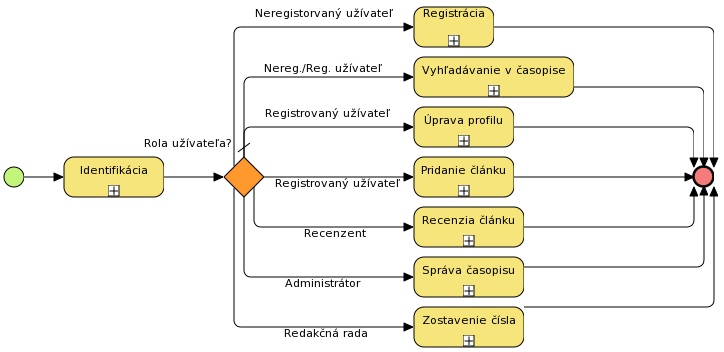 Neregistorvaný užívateľ
Registrácia
Nereg./Reg. užívateľ
Vyhľadávanie v časopise
Registrovaný užívateľ
Úprava profilu
Rola užívateľa?
Identifikácia
Registrovaný užívateľ
Pridanie článku
Recenzent
Recenzia článku
Administrátor
Správa časopisu
Redakčná rada
Zostavenie čísla